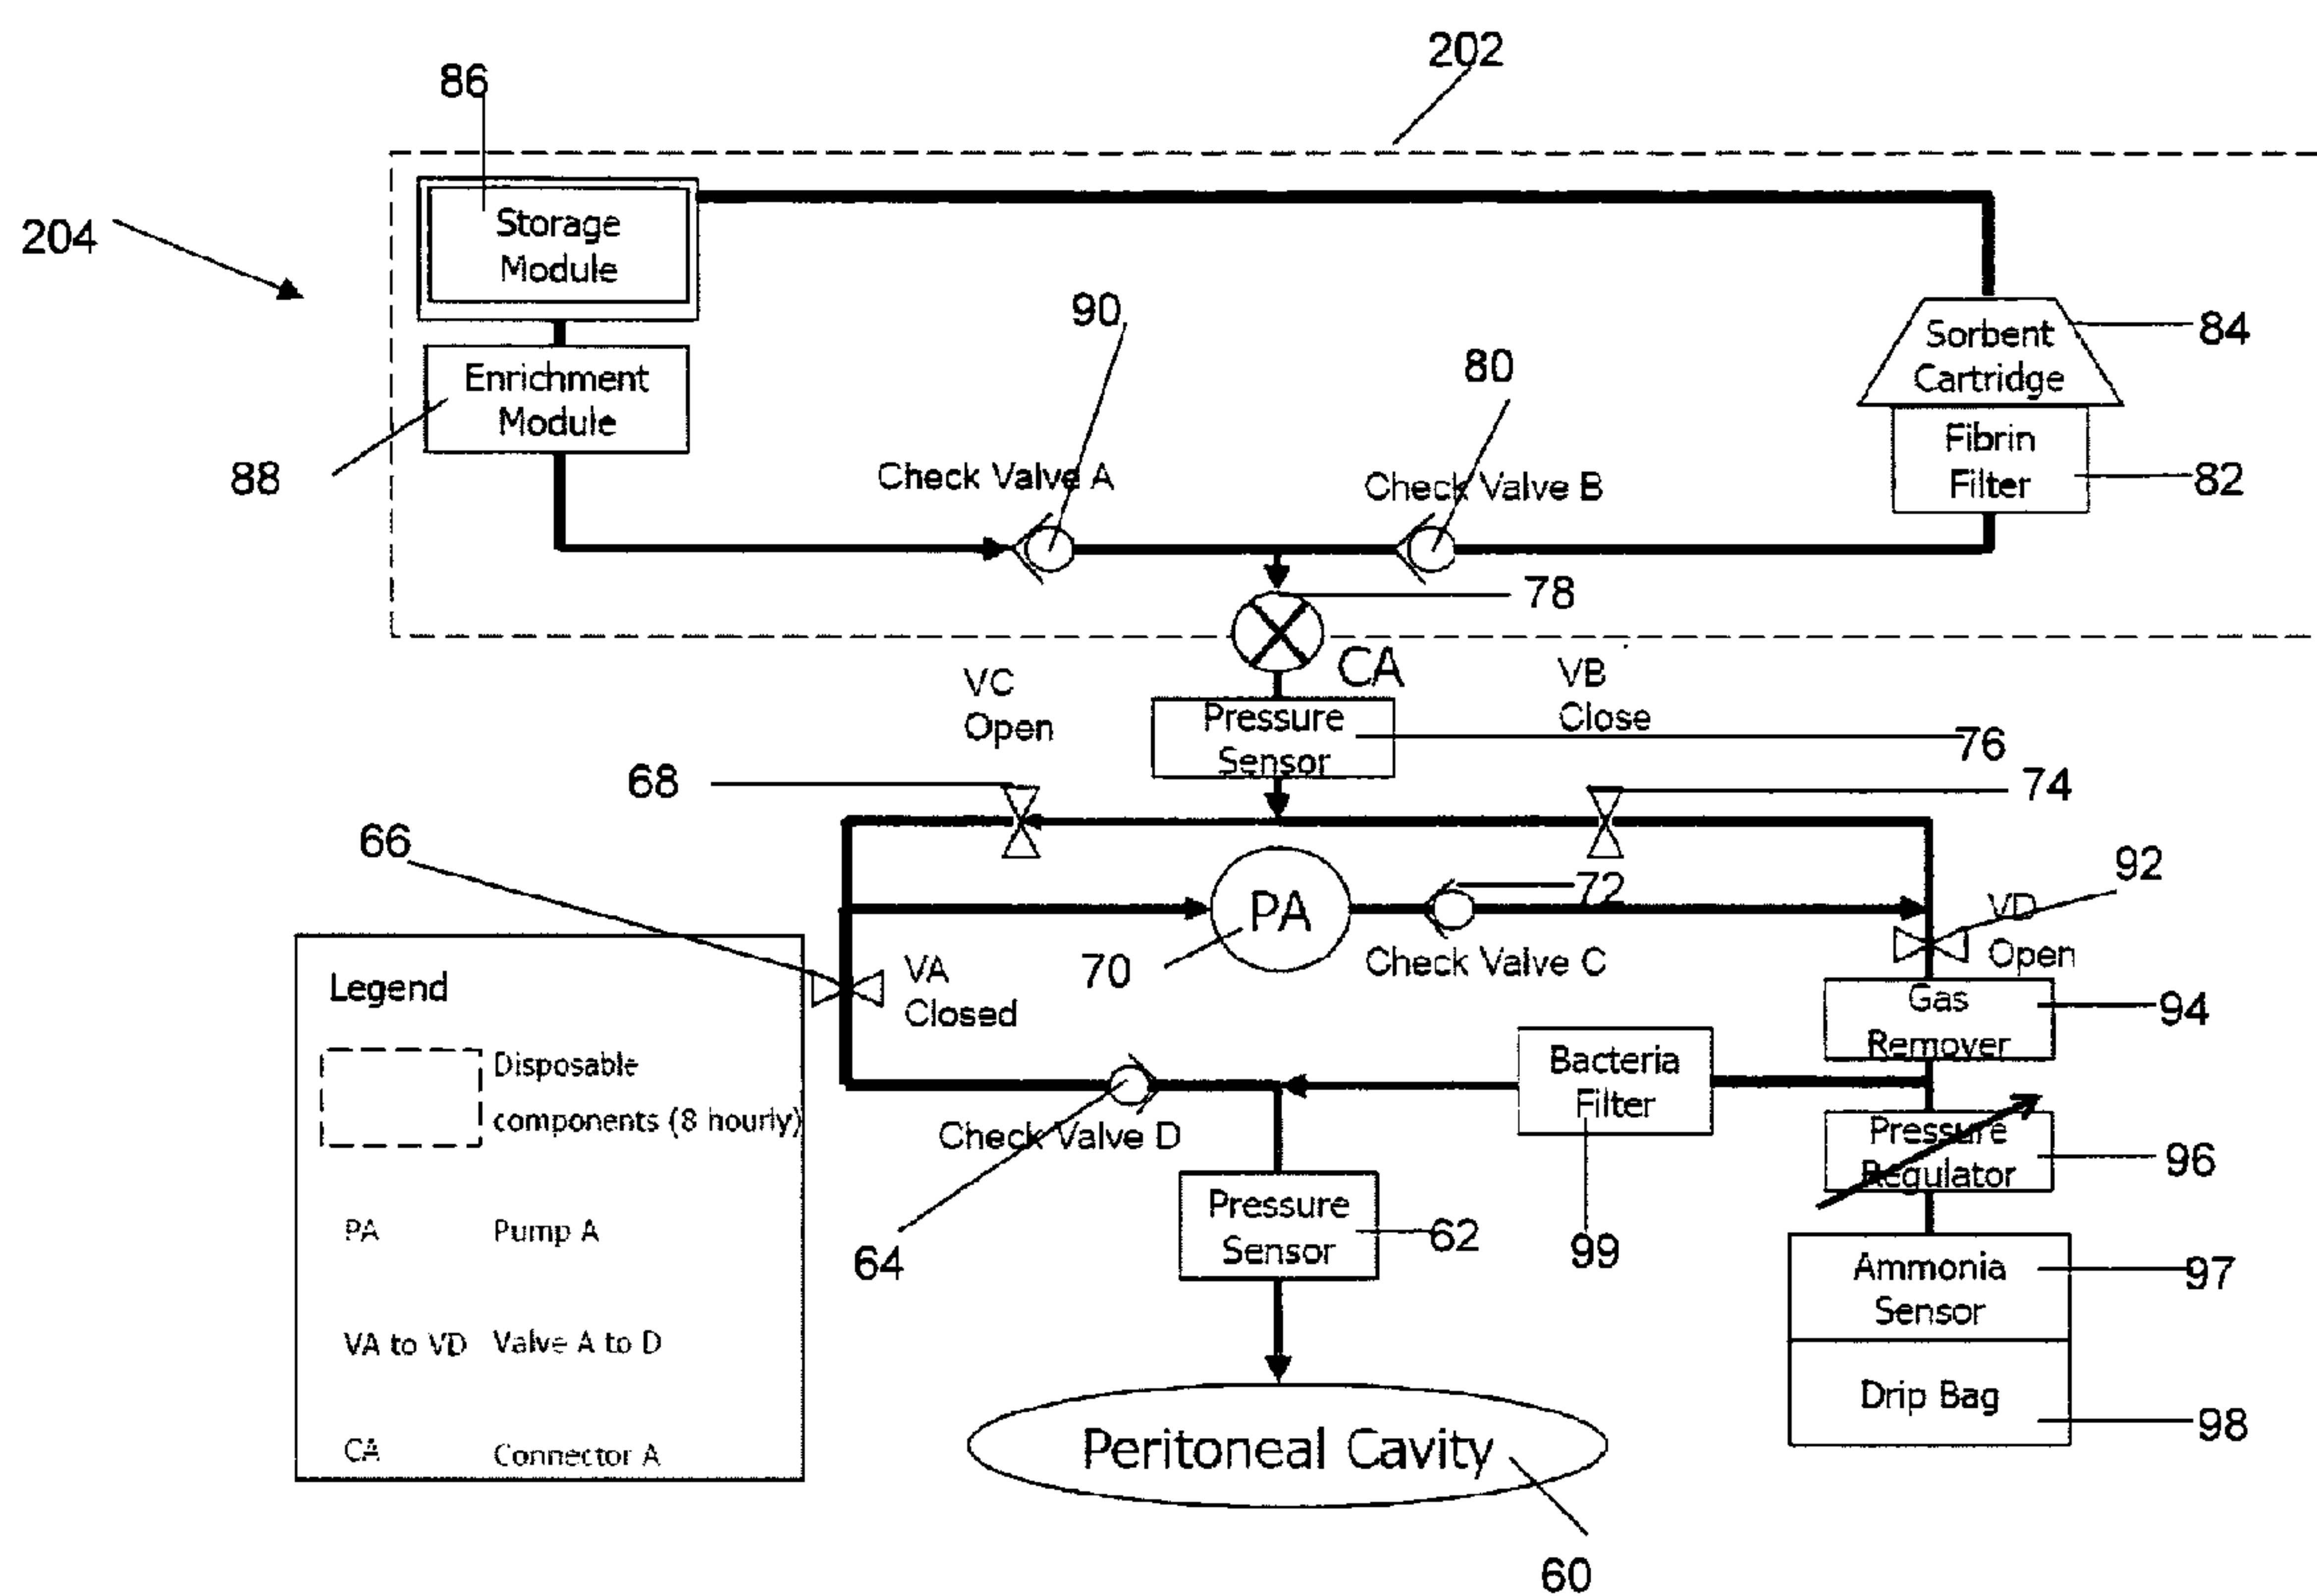 202
86
204
Storage
Module
90
84
Sorbent
Cartridge
80
Enrichment
Module
Fibrin
Filter
88
82
Check Valve A
Check Valve B
78
CA
VC
Open
VB
Close
Pressure
Sensor
76
68
74
66
92
72
PA
VD
Open
70
Check Valve C
VA
Closed
Gas
Remover
94
Legend
Disposable
components (8 hourly)
Bacteria
Filter
Check Valve D
Pressure
Regulator
96
PA
Pump A
Pressure
Sensor
62
64
99
Ammonia
Sensor
97
VA to VD
Valve A to D
Drip Bag
98
CA
Connector A
Peritoneal Cavity
60